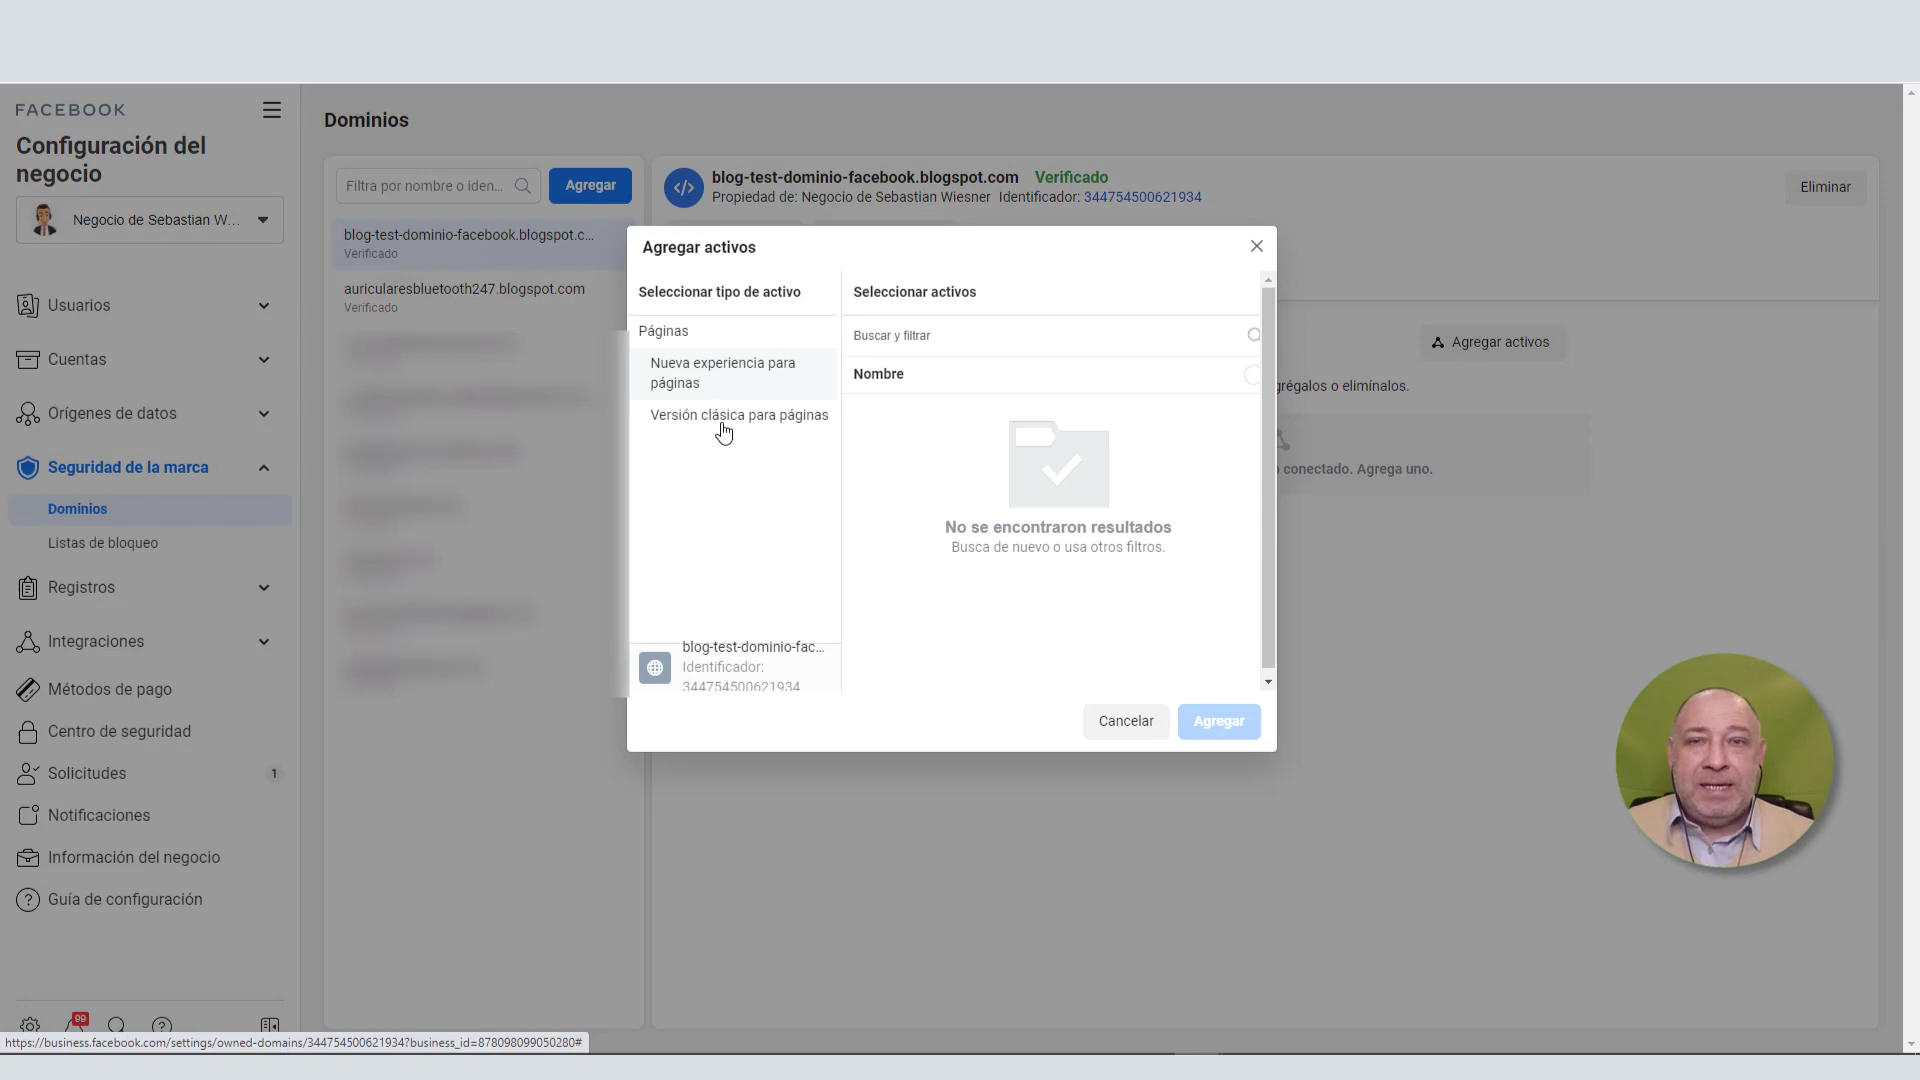 FACEBOOK
Configuración del
negocio
Negocio de Sebastian W...
Usuarios
Cuentas
Orígenes de datos
Seguridad de la marca
Dominios
Listas de bloqueo
Registros
Integraciones
Métodos de pago
Centro de seguridad
Solicitudes
1
Notificaciones
Información del negocio
Guía de configuración
99
https://business.facebook.com/settings/owned-domains/344754500621934?business_id=878098099050280#
Dominios
Filtra por nombre o iden...
Agregar
blog-test-dominio-facebook.blogspot.c...
Verificado
auricularesbluetooth247.blogspot.com
Verificado
blog-test-dominio-facebook.blogspot.com Verificado
Propiedad de: Negocio de Sebastian Wiesner Identificador: 344754500621934
Eliminar
Agregar activos
elimínalos.
conectado. Agrega uno.
Agregar activos
Seleccionar tipo de activo
Páginas
Nueva experiencia para
páginas
Versión clásica para páginas
blog-test-dominio-fac...
Identificador:
344754500621934
Seleccionar activos
Buscar y filtrar
Nombre
No se encontraron resultados
Busca de nuevo o usa otros filtros.
Cancelar
Agregar